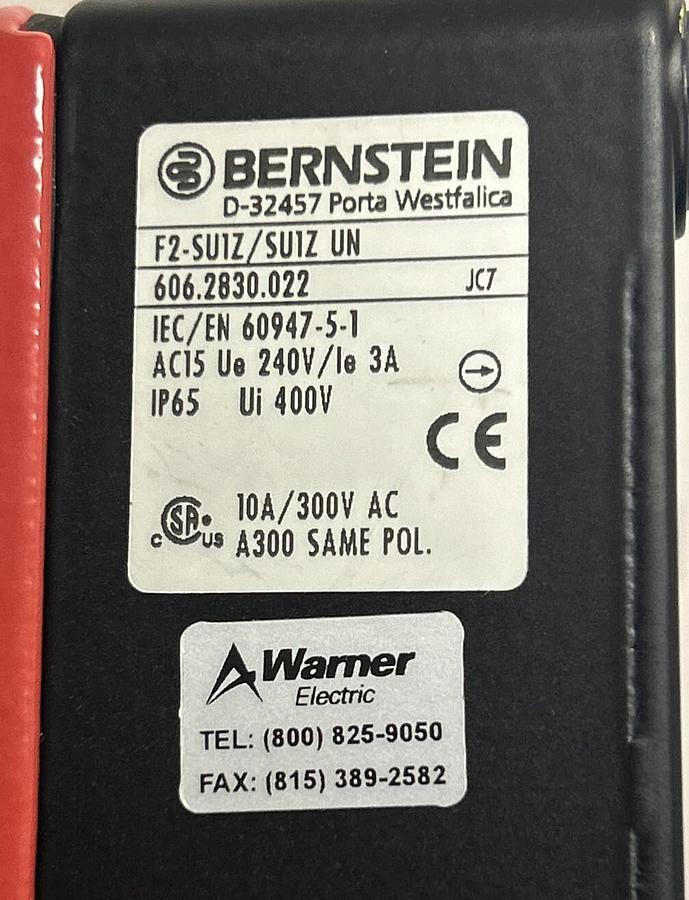 BERNSTEIN
D-32457 Porta Westfalica
F2-SU1Z/SU1Z UN
606.2830.022 JC7
IEC/EN 60947-5-1
AC15 Ue 240V/Ie 3A
IP65 Ui 400V
CE
10A/300V AC
C SA US A300 SAME POL.
Warner
Electric
TEL: (800) 825-9050
FAX: (815) 389-2582